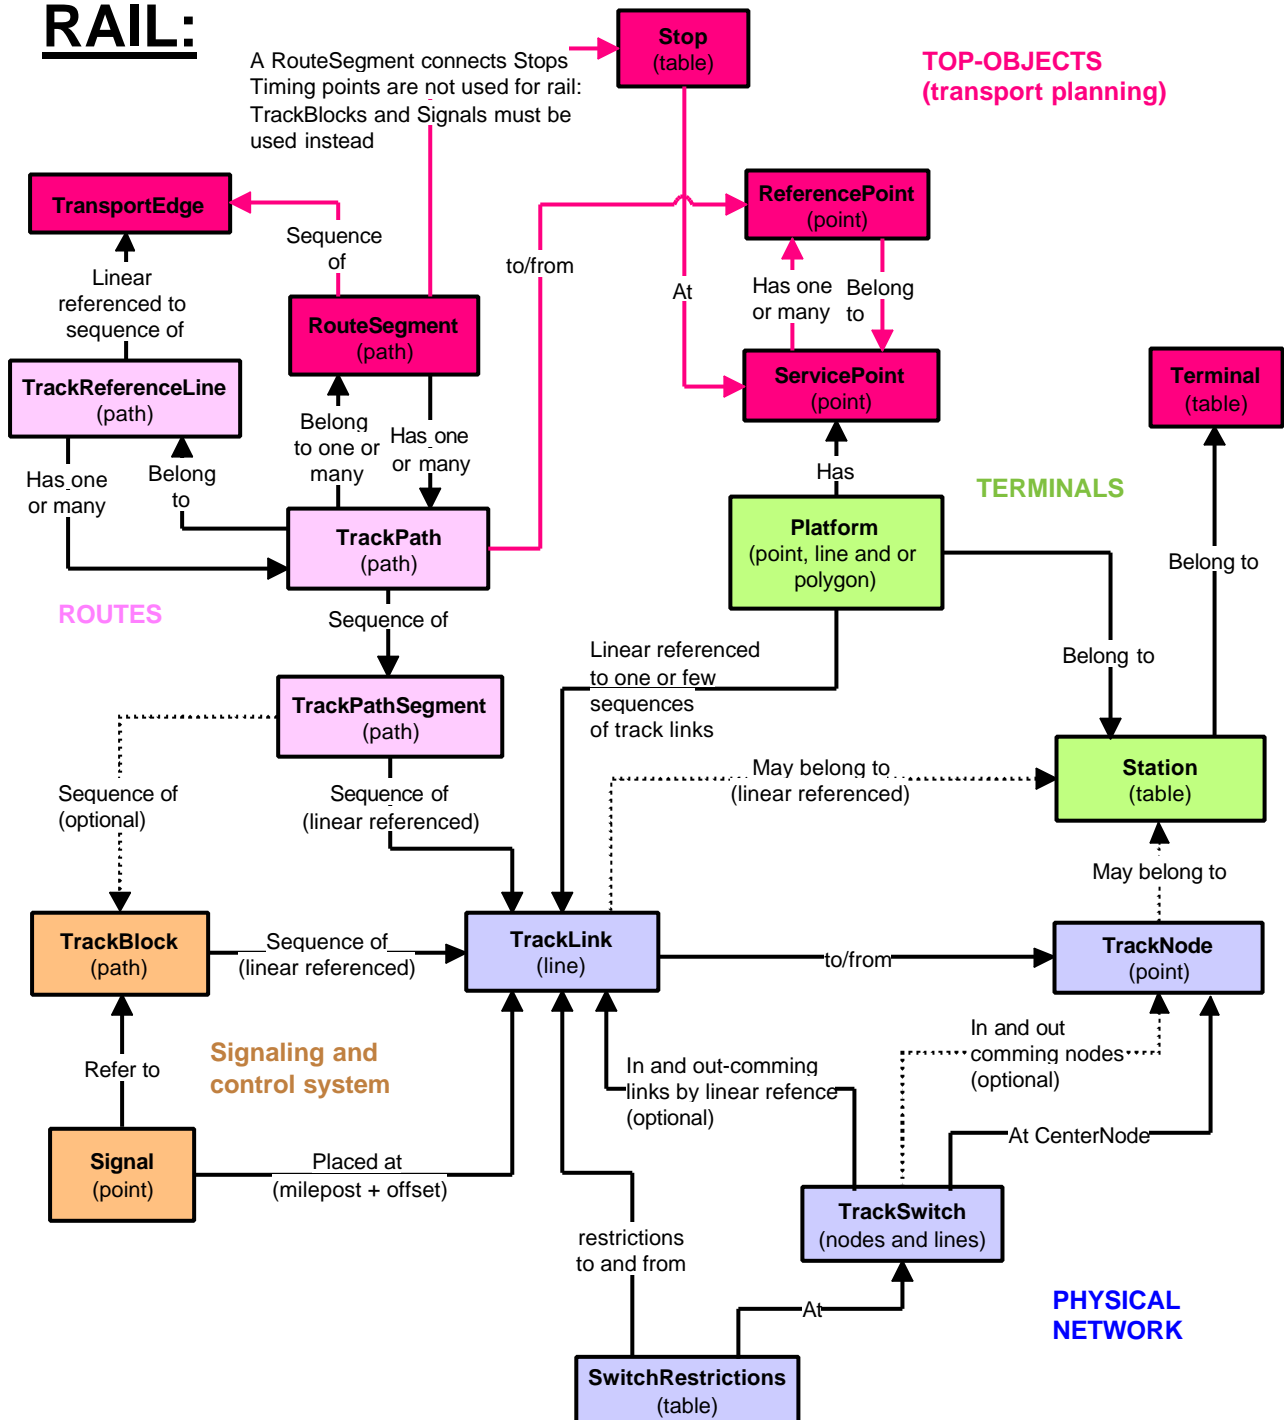 RAIL:
A RouteSegment connects Stops
Timing points are not used for rail:
TrackBlocks and Signals must be
used instead
Stop
(table)
TOP-OBJECTS
(transport planning)
TransportEdge
ReferencePoint
(point)
Sequence
of
to/from
Linear
referenced to
sequence of
At
Has one
or many
Belong
to
RouteSegment
(path)
ServicePoint
(point)
Terminal
(table)
TrackReferenceLine
(path)
Belong
to one or
many
Has one
or many
Has one
or many
Belong
to
Has
TERMINALS
TrackPath
(path)
Platform
(point, line and or
polygon)
Belong to
ROUTES
Sequence of
Linear referenced
to one or few
sequences
of track links
Belong to
TrackPathSegment
(path)
Station
(table)
Sequence of
(optional)
Sequence of
(linear referenced)
May belong to
(linear referenced)
May belong to
TrackBlock
(path)
Sequence of
(linear referenced)
TrackLink
(line)
to/from
TrackNode
(point)
Refer to
Signaling and
control system
In and out-comming
links by linear refence
(optional)
In and out
comming nodes
(optional)
At CenterNode
Signal
(point)
Placed at
(milepost + offset)
TrackSwitch
(nodes and lines)
restrictions
to and from
At
PHYSICAL
NETWORK
SwitchRestrictions
(table)